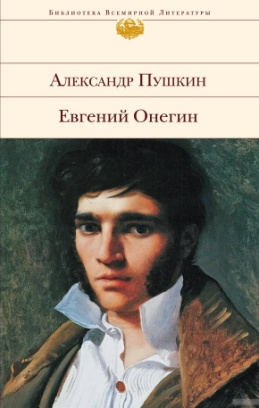 Библиотека Всемирной Литературы
Александр Пушкин
Евгений Онегин